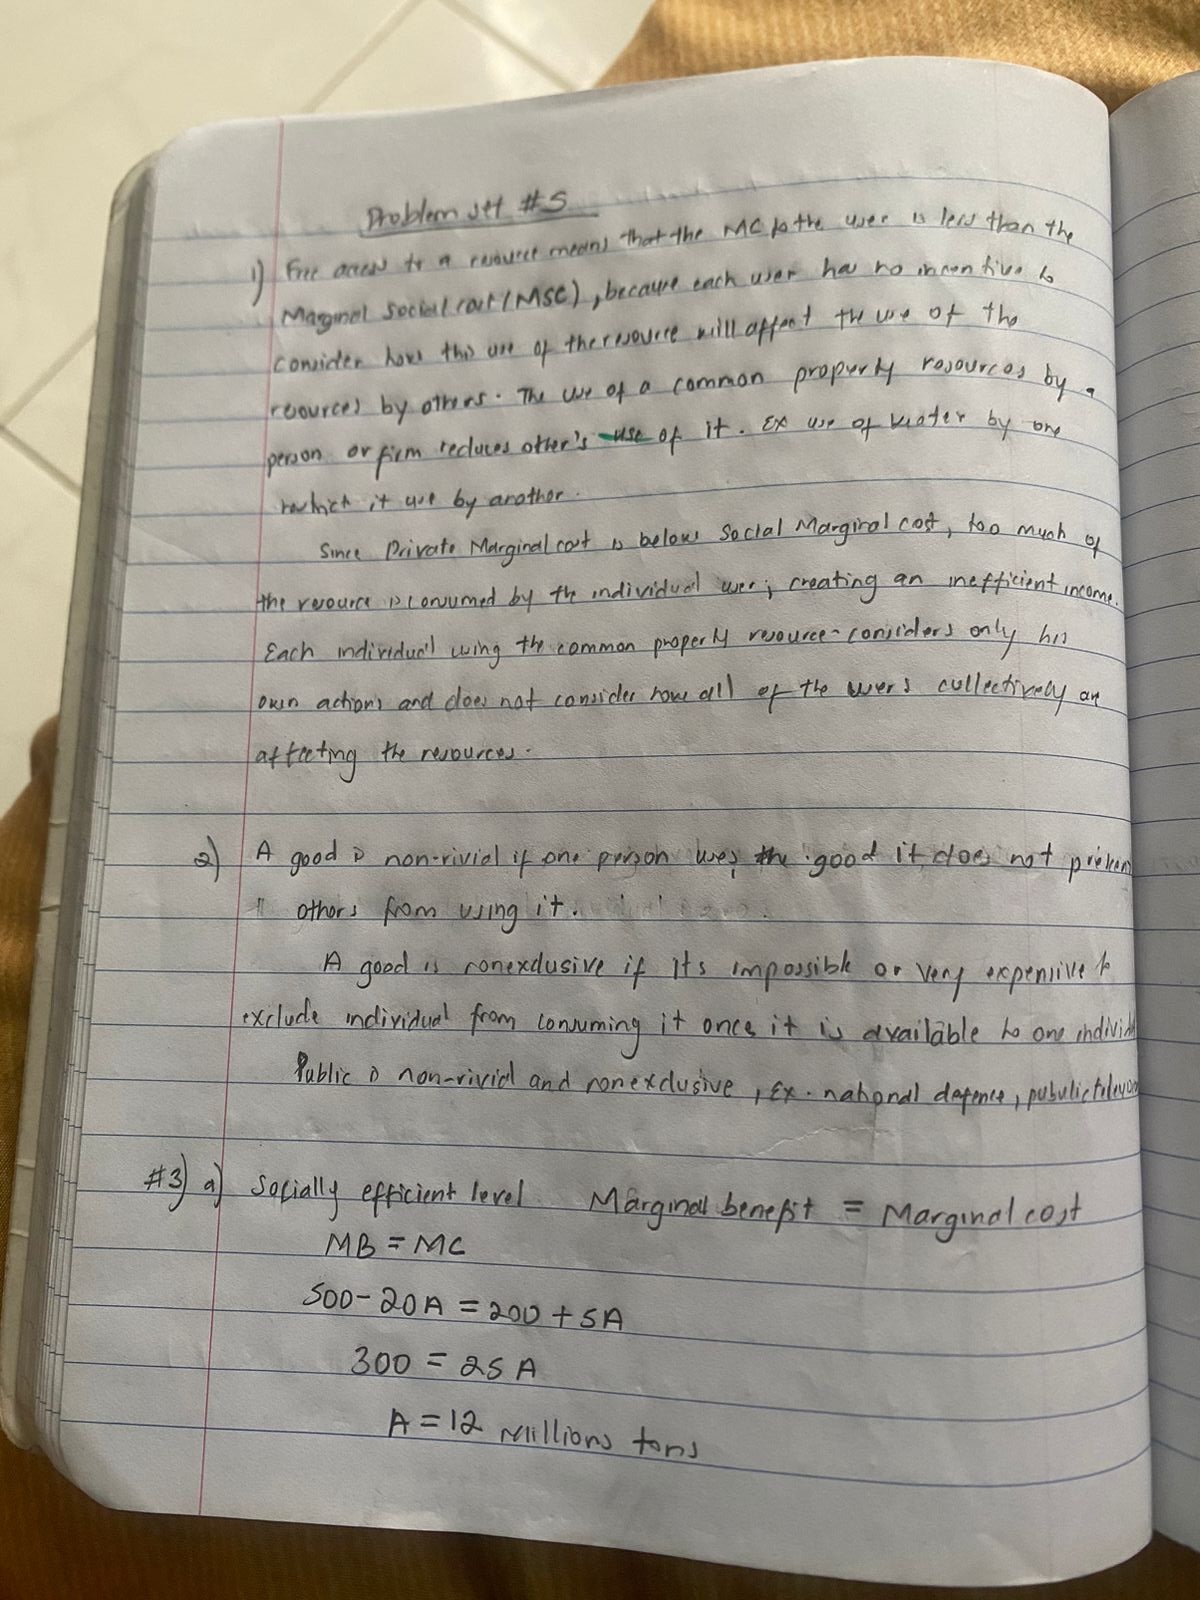 Problem set #5
1) Free access to a resource means that the MC to the user is less than the
Marginal Social cost (MSC), because each user has no incentive to
consider how this use of the resource will affect the use of the
resources by others. The use of a common property resources by a
person or firm reduces other's use of it. Ex use of water by one
it use by another.
Since Private Marginal cost is below Social Marginal cost, too much of
the resource is consumed by the individual user; creating an inefficient income.
Each individual using the common property resource considers only his
own actions and does not consider how all of the users collectively are
affecting the resources.
2) A good is non-rivial if one person uses the good it does not preven
others from using it.
A good is nonexclusive if its impossible or very expensive to
exclude individual from consuming it once it is available to one individ
Public is non-rivial and nonexclusive, Ex. national defence,
#3) a) Socially efficient level Marginal benefit = Marginal cost
MB = MC
500 - 20A = 200 + 5A
300 = 25A
A = 12 Millions tons